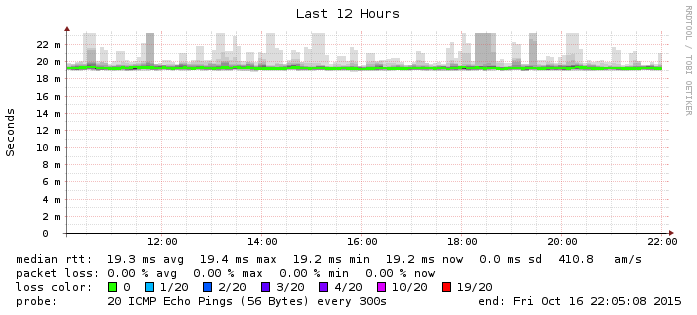 Last 12 Hours
RRDTOOL / TOBI OETIKER
Seconds
22 m
20 m
18 m
16 m
14 m
12 m
10 m
8 m
6 m
4 m
2 m
0
12:00 14:00 16:00 18:00 20:00 22:00
median rtt: 19.3 ms avg 19.4 ms max 19.2 ms min 19.2 ms now 0.0 ms sd 410.8 am/s
packet loss: 0.00 % avg 0.00 % max 0.00 % min 0.00 % now
loss color: 0 1/20 2/20 3/20 4/20 10/20 19/20
probe: 20 ICMP Echo Pings (56 Bytes) every 300s end: Fri Oct 16 22:05:08 2015